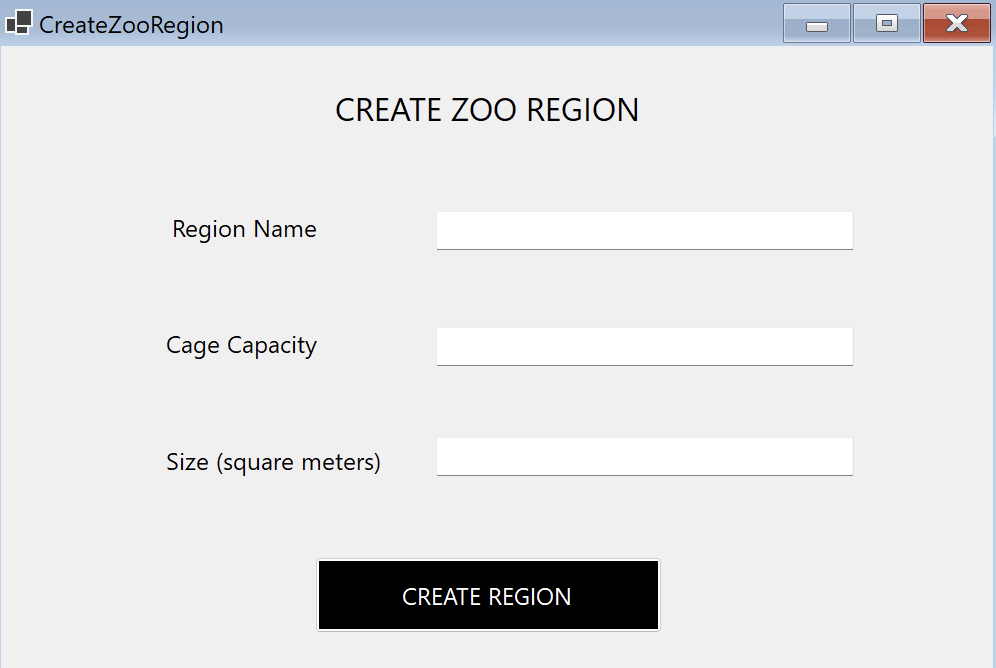 CreateZooRegion
CREATE ZOO REGION
Region Name
Cage Capacity
Size (square meters)
CREATE REGION